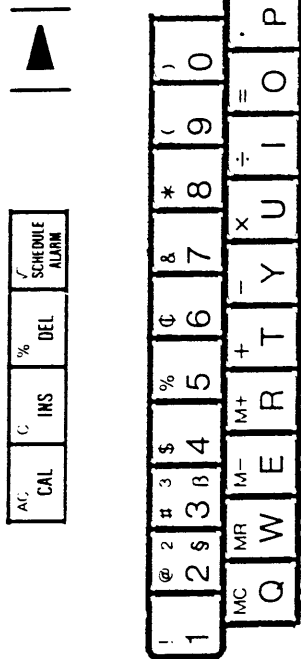 AC C % √
CAL INS DEL SCHEDULE
ALARM
! @ 2 # 3 $ % ¢ & * ( )
1 2 § 3 ß 4 5 6 7 8 9 0
MC MR M− M+ + − × ÷ = .
Q W E R T Y U I O P